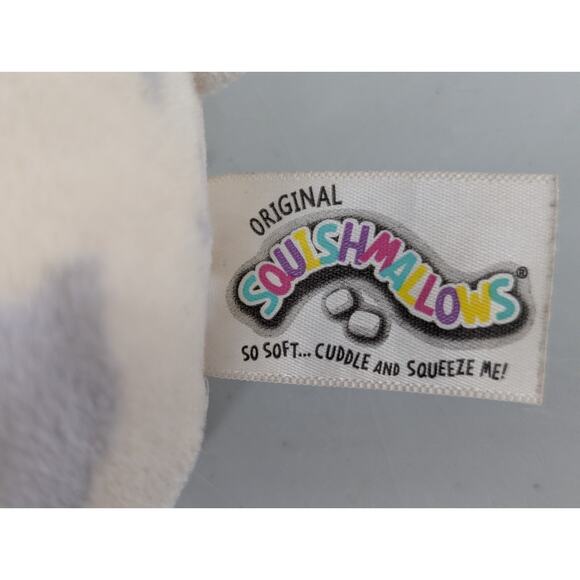 ORIGINAL
SQUISHMALLOWS®
SO SOFT... CUDDLE AND SQUEEZE ME!